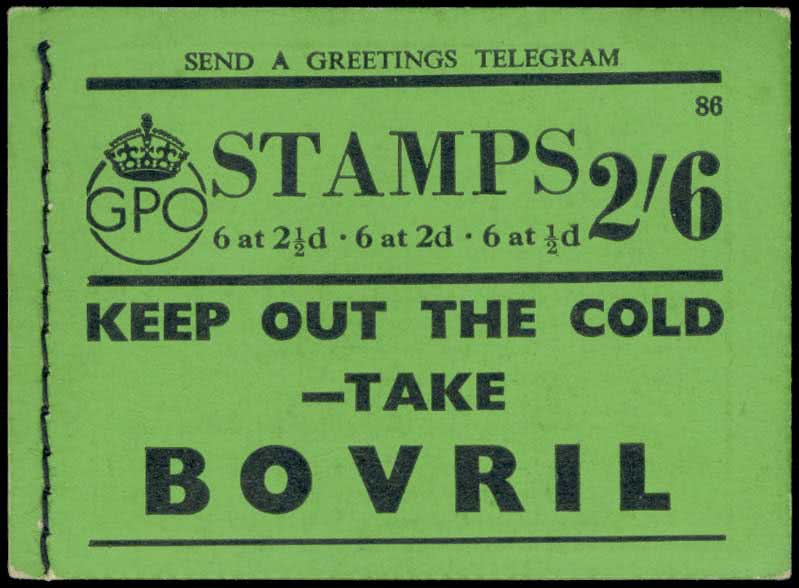 SEND A GREETINGS TELEGRAM
86
GPO
STAMPS 2/6
6 at 2½d · 6 at 2d · 6 at ½d
KEEP OUT THE COLD
—TAKE
BOVRIL